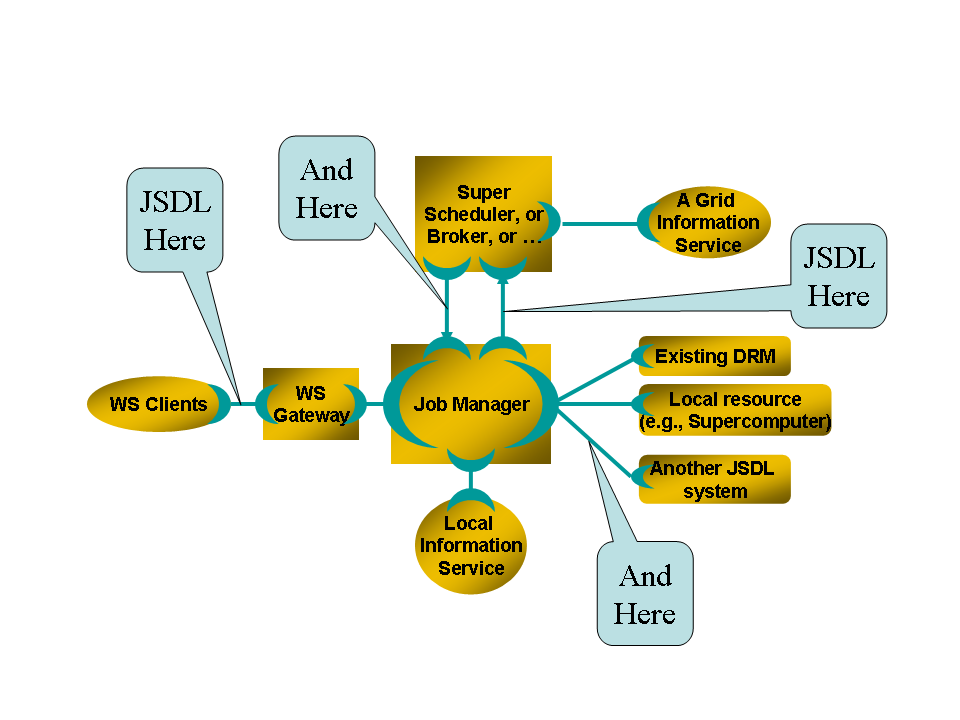 And
Here
JSDL
Here
Super
Scheduler, or
Broker, or ...
A Grid
Information
Service
JSDL
Here
Existing DRM
WS Clients
WS
Gateway
Job Manager
Local resource
(e.g., Supercomputer)
Another JSDL
system
Local
Information
Service
And
Here